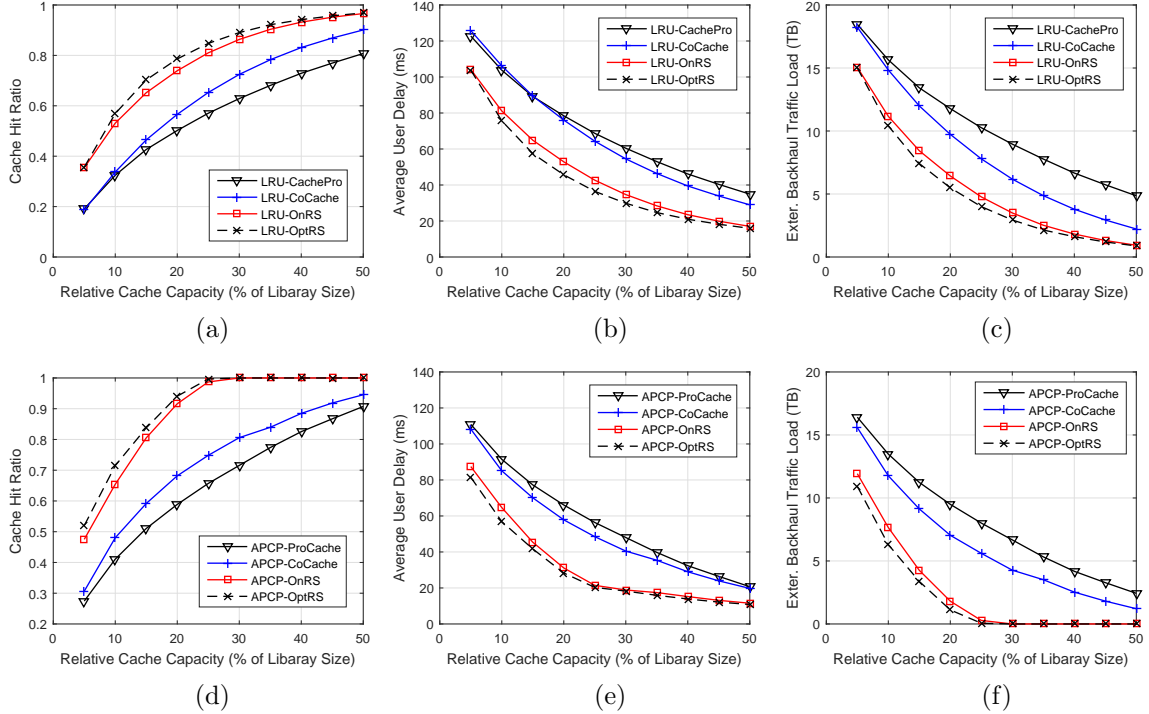 1
0.8
0.6
0.4
0.2
0
0 10 20 30 40 50
Cache Hit Ratio
Relative Cache Capacity (% of Libaray Size)
LRU-CachePro
LRU-CoCache
LRU-OnRS
LRU-OptRS
(a)
140
120
100
80
60
40
20
0
0 10 20 30 40 50
Average User Delay (ms)
Relative Cache Capacity (% of Libaray Size)
LRU-CachePro
LRU-CoCache
LRU-OnRS
LRU-OptRS
(b)
20
15
10
5
0
0 10 20 30 40 50
Exter. Backhaul Traffic Load (TB)
Relative Cache Capacity (% of Libaray Size)
LRU-CachePro
LRU-CoCache
LRU-OnRS
LRU-OptRS
(c)
1
0.9
0.8
0.7
0.6
0.5
0.4
0.3
0.2
0 10 20 30 40 50
Cache Hit Ratio
Relative Cache Capacity (% of Libaray Size)
APCP-ProCache
APCP-CoCache
APCP-OnRS
APCP-OptRS
(d)
140
120
100
80
60
40
20
0
0 10 20 30 40 50
Average User Delay (ms)
Relative Cache Capacity (% of Libaray Size)
APCP-ProCache
APCP-CoCache
APCP-OnRS
APCP-OptRS
(e)
20
15
10
5
0
0 10 20 30 40 50
Exter. Backhaul Traffic Load (TB)
Relative Cache Capacity (% of Libaray Size)
APCP-ProCache
APCP-CoCache
APCP-OnRS
APCP-OptRS
(f)